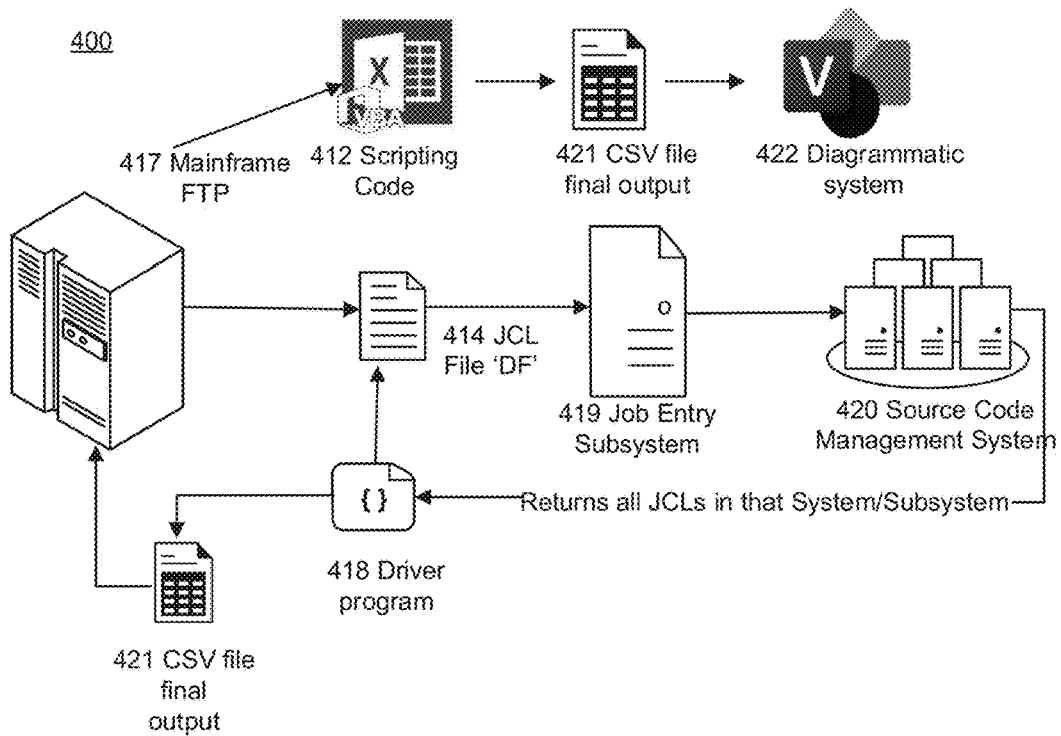 400
X
VBA
V
417 Mainframe
FTP
412 Scripting
Code
421 CSV file
final output
422 Diagrammatic
system
414 JCL
File ‘DF’
419 Job Entry
Subsystem
420 Source Code
Management System
{ }
Returns all JCLs in that System/Subsystem
418 Driver
program
421 CSV file
final
output